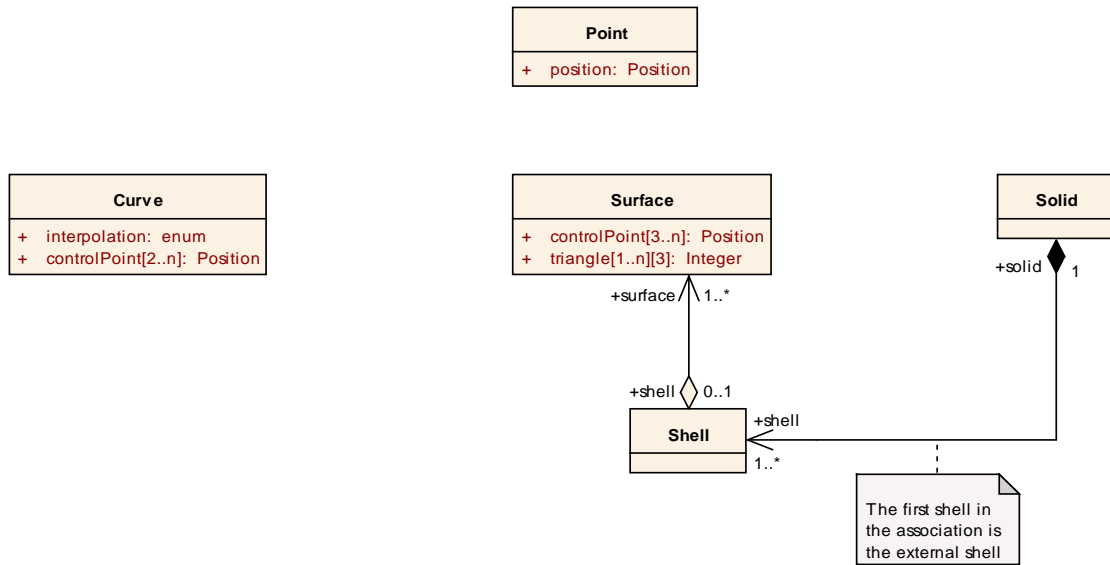 Point
+ position: Position
Curve
+ interpolation: enum
+ controlPoint[2..n]: Position
Surface
+ controlPoint[3..n]: Position
+ triangle[1..n][3]: Integer
Solid
+solid 1
+surface 1..*
+shell 0..1
Shell
+shell
1..*
The first shell in
the association is
the external shell